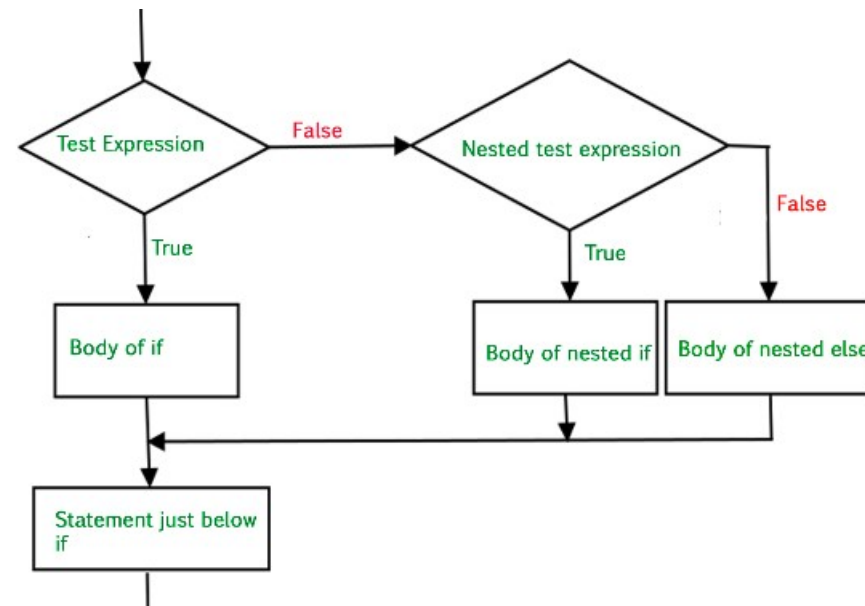 Test Expression
False
Nested test expression
False
True
True
Body of if
Body of nested if
Body of nested else
Statement just below
if